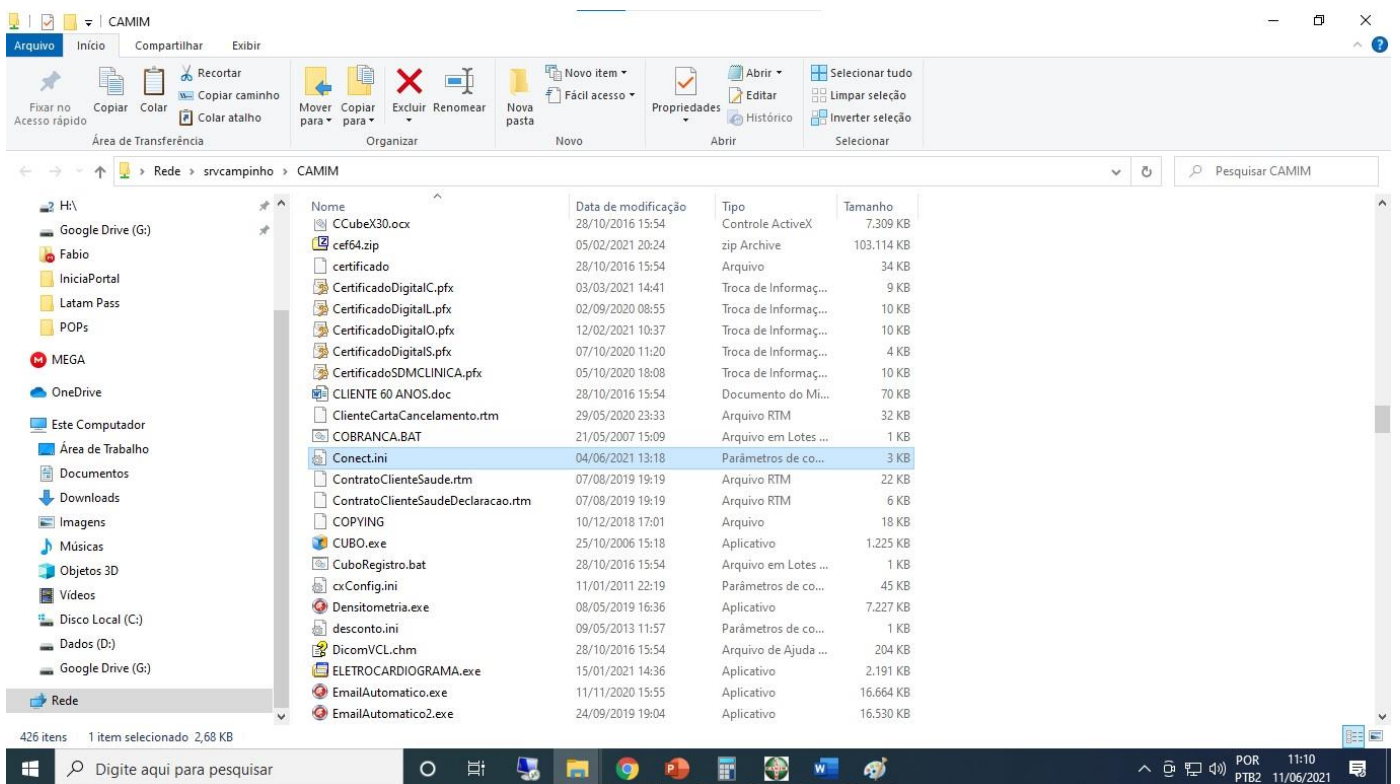 CAMIM
Arquivo Início Compartilhar Exibir
Fixar no Acesso rápido
Copiar
Colar
Recortar
Copiar caminho
Colar atalho
Área de Transferência
Mover para
Copiar para
Excluir
Renomear
Organizar
Nova pasta
Novo item
Fácil acesso
Novo
Propriedades
Abrir
Editar
Histórico
Abrir
Selecionar tudo
Limpar seleção
Inverter seleção
Selecionar
Rede > srvcampinho > CAMIM
Pesquisar CAMIM
H:\
Google Drive (G:)
Fabio
IniciaPortal
Latam Pass
POPs
MEGA
OneDrive
Este Computador
Área de Trabalho
Documentos
Downloads
Imagens
Músicas
Objetos 3D
Vídeos
Disco Local (C:)
Dados (D:)
Google Drive (G:)
Rede
Nome Data de modificação Tipo Tamanho
CCubeX30.ocx 28/10/2016 15:54 Controle ActiveX 7.309 KB
cef64.zip 05/02/2021 20:24 zip Archive 103.114 KB
certificado 28/10/2016 15:54 Arquivo 34 KB
CertificadoDigitalC.pfx 03/03/2021 14:41 Troca de Informaç... 9 KB
CertificadoDigitalL.pfx 02/09/2020 08:55 Troca de Informaç... 10 KB
CertificadoDigitalO.pfx 12/02/2021 10:37 Troca de Informaç... 10 KB
CertificadoDigitalS.pfx 07/10/2020 11:20 Troca de Informaç... 4 KB
CertificadoSDMCLINICA.pfx 05/10/2020 18:08 Troca de Informaç... 10 KB
CLIENTE 60 ANOS.doc 28/10/2016 15:54 Documento do Mi... 70 KB
ClienteCartaCancelamento.rtm 29/05/2020 23:33 Arquivo RTM 32 KB
COBRANCA.BAT 21/05/2007 15:09 Arquivo em Lotes ... 1 KB
Conect.ini 04/06/2021 13:18 Parâmetros de co... 3 KB
ContratoClienteSaude.rtm 07/08/2019 19:19 Arquivo RTM 22 KB
ContratoClienteSaudeDeclaracao.rtm 07/08/2019 19:19 Arquivo RTM 6 KB
COPYING 10/12/2018 17:01 Arquivo 18 KB
CUBO.exe 25/10/2006 15:18 Aplicativo 1.225 KB
CuboRegistro.bat 28/10/2016 15:54 Arquivo em Lotes ... 1 KB
cxConfig.ini 11/01/2011 22:19 Parâmetros de co... 45 KB
Densitometria.exe 08/05/2019 16:36 Aplicativo 7.227 KB
desconto.ini 09/05/2013 11:57 Parâmetros de co... 1 KB
DicomVCL.chm 28/10/2016 15:54 Arquivo de Ajuda ... 204 KB
ELETROCARDIOGRAMA.exe 15/01/2021 14:36 Aplicativo 2.191 KB
EmailAutomatico.exe 11/11/2020 15:55 Aplicativo 16.664 KB
EmailAutomatico2.exe 24/09/2019 19:04 Aplicativo 16.530 KB
426 itens 1 item selecionado 2,68 KB
Digite aqui para pesquisar
POR 11:10
PTB2 11/06/2021